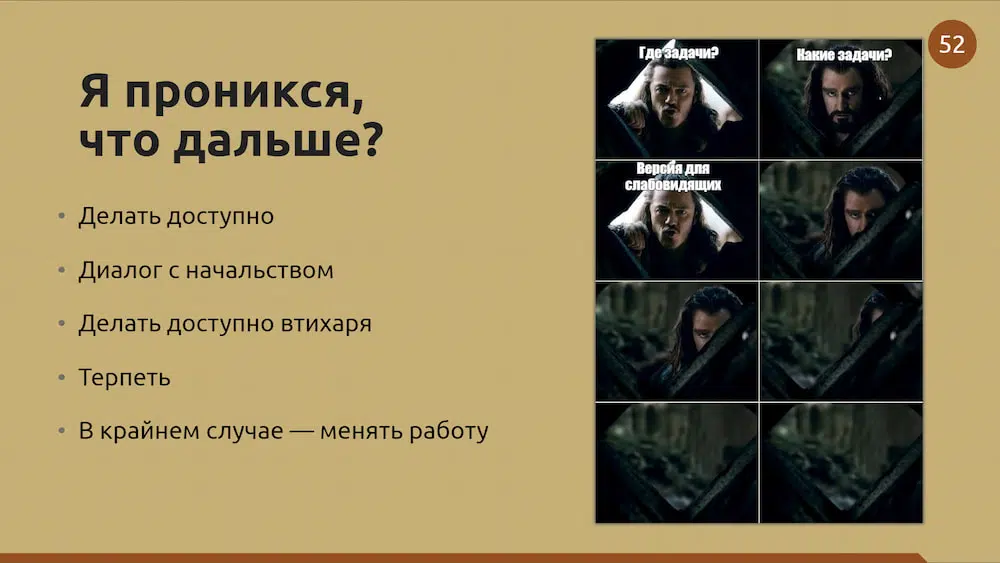 52
Я проникся,
что дальше?
Делать доступно
Диалог с начальством
Делать доступно втихаря
Терпеть
В крайнем случае — менять работу
Где задачи?
Какие задачи?
Версия для
слабовидящих